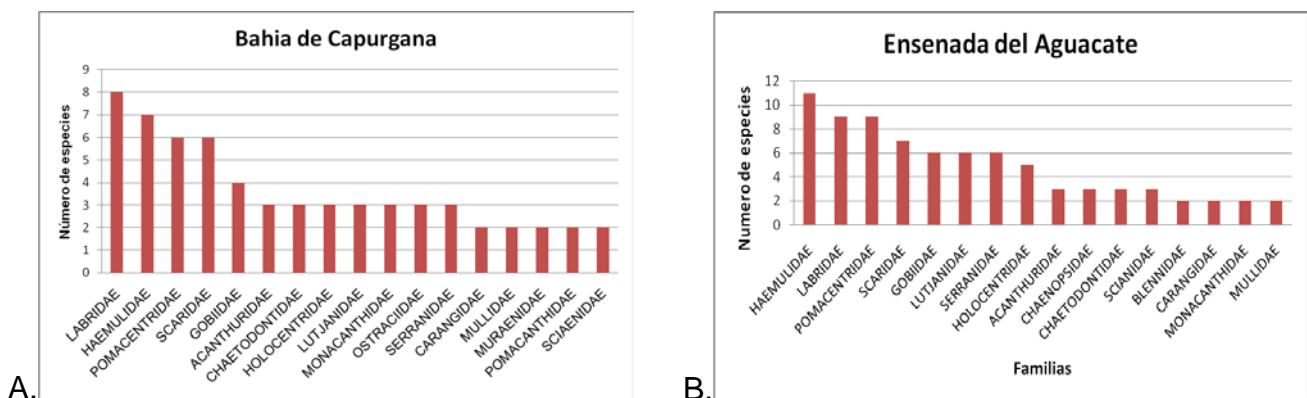 Bahia de Capurgana
Número de especies
9
8
7
6
5
4
3
2
1
0
LABRIDAE
HAEMULIDAE
POMACENTRIDAE
SCARIDAE
GOBIIDAE
ACANTHURIDAE
CHAETODONTIDAE
HOLOCENTRIDAE
LUTJANIDAE
MONACANTHIDAE
OSTRACIIDAE
SERRANIDAE
CARANGIDAE
MULLIDAE
MURAENIDAE
POMACANTHIDAE
SCIAENIDAE
A.
Ensenada del Aguacate
Numero de especies
12
10
8
6
4
2
0
HAEMULIDAE
LABRIDAE
POMACENTRIDAE
SCARIDAE
GOBIIDAE
LUTJANIDAE
SERRANIDAE
HOLOCENTRIDAE
ACANTHURIDAE
CHAENOPSIDAE
CHAETODONTIDAE
SCIANIDAE
BLENNIDAE
CARANGIDAE
MONACANTHIDAE
MULLIDAE
Familias
B.